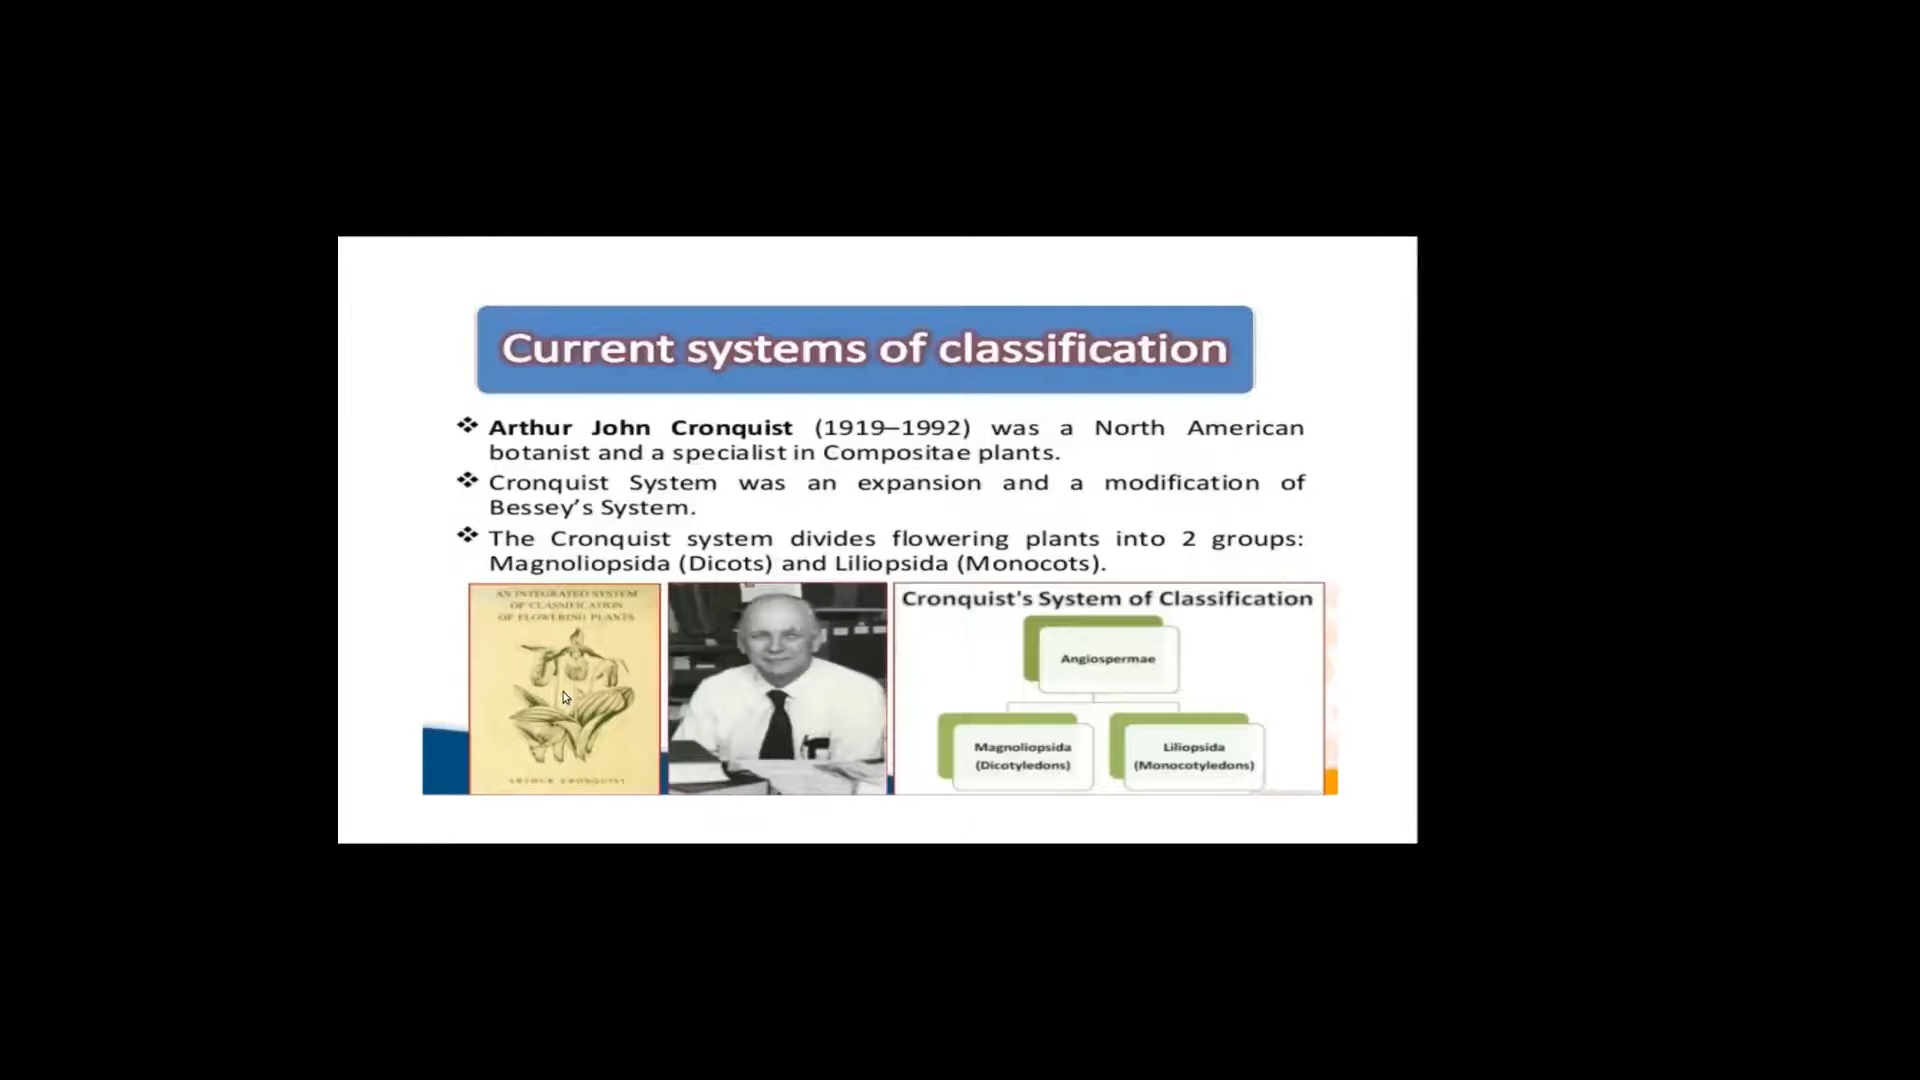 Current systems of classification
❖ Arthur John Cronquist (1919–1992) was a North American
botanist and a specialist in Compositae plants.
❖ Cronquist System was an expansion and a modification of
Bessey’s System.
❖ The Cronquist system divides flowering plants into 2 groups:
Magnoliopsida (Dicots) and Liliopsida (Monocots).
AN INTEGRATED SYSTEM
OF CLASSIFICATION
OF FLOWERING PLANTS
ARTHUR CRONQUIST
Cronquist's System of Classification
Angiospermae
Magnoliopsida
(Dicotyledons)
Liliopsida
(Monocotyledons)